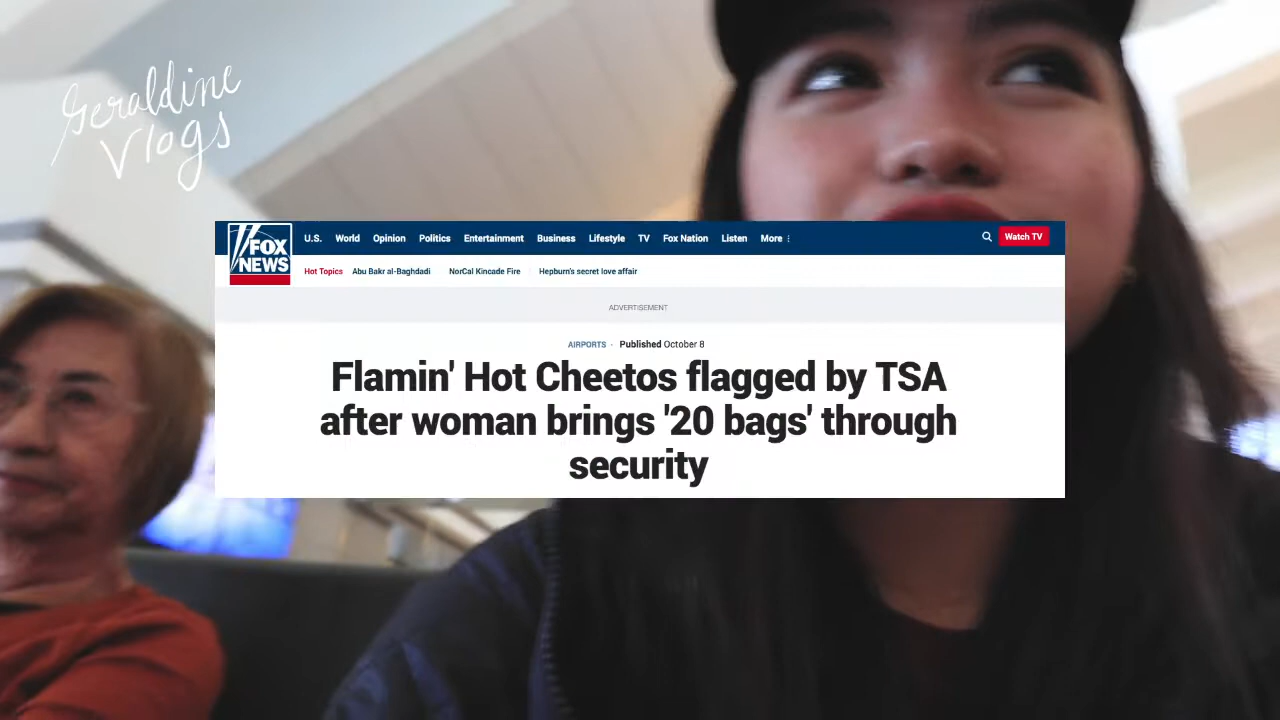 Geraldine
Vlogs
FOX
NEWS
U.S. World Opinion Politics Entertainment Business Lifestyle TV Fox Nation Listen More Watch TV
Hot Topics Abu Bakr al-Baghdadi NorCal Kincade Fire Hepburn's secret love affair
ADVERTISEMENT
AIRPORTS · Published October 8
Flamin' Hot Cheetos flagged by TSA
after woman brings '20 bags' through
security